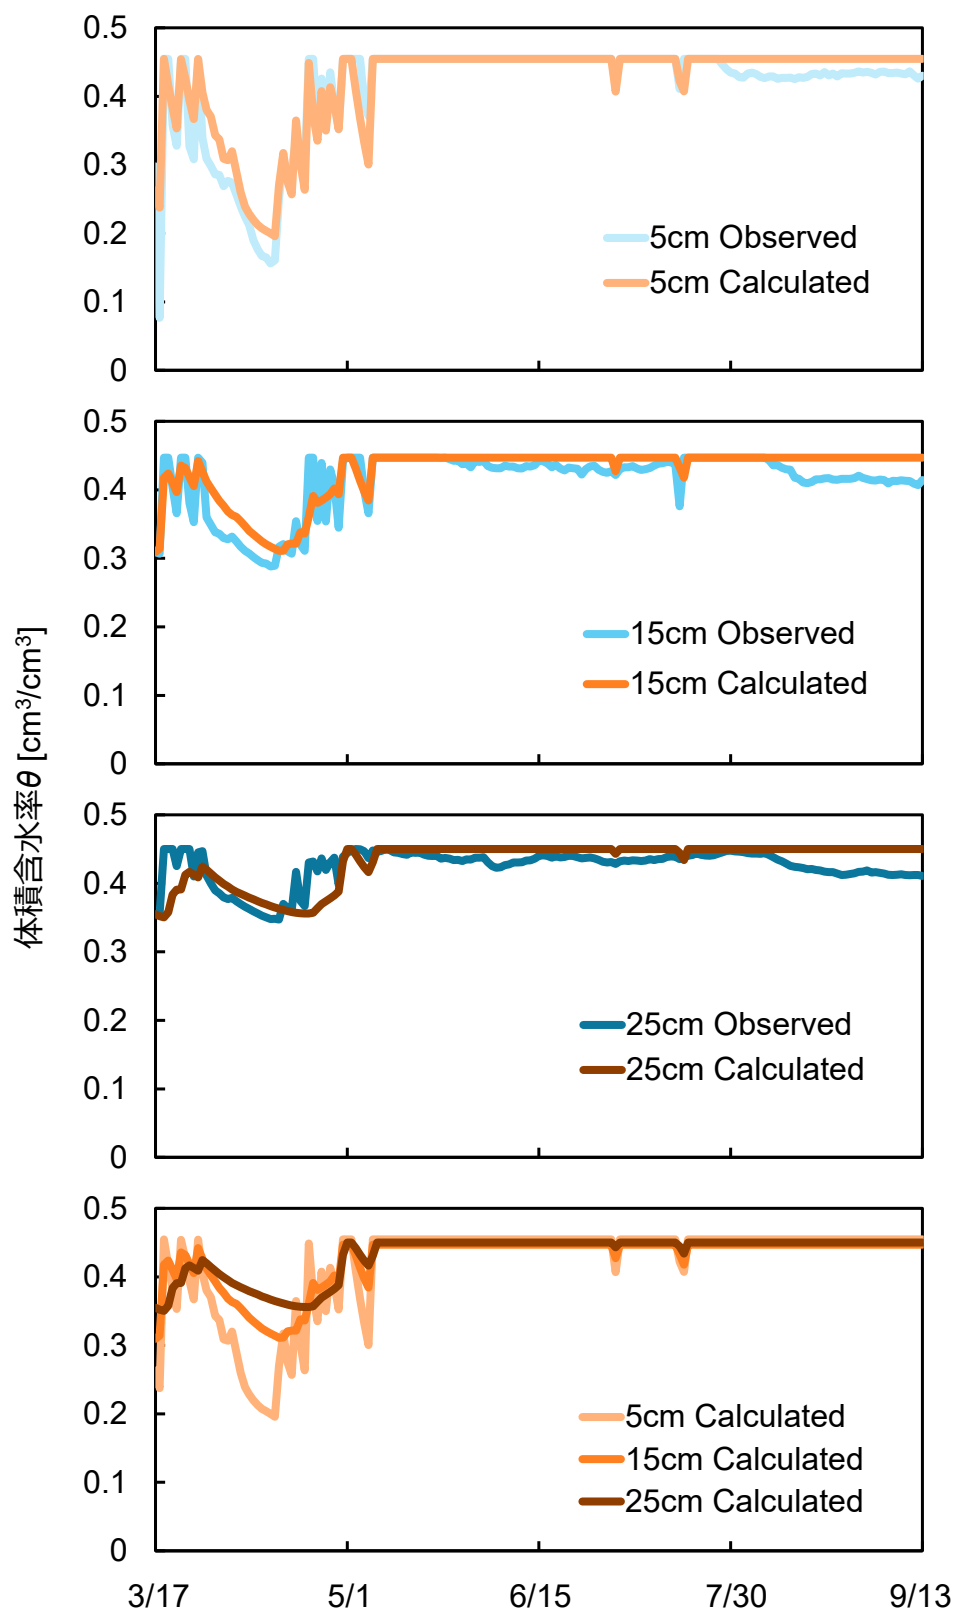 体積含水率θ [cm³/cm³]
0.5
0.4
0.3
0.2
0.1
0
5cm Observed
5cm Calculated
0.5
0.4
0.3
0.2
0.1
0
15cm Observed
15cm Calculated
0.5
0.4
0.3
0.2
0.1
0
25cm Observed
25cm Calculated
0.5
0.4
0.3
0.2
0.1
0
5cm Calculated
15cm Calculated
25cm Calculated
3/17 5/1 6/15 7/30 9/13